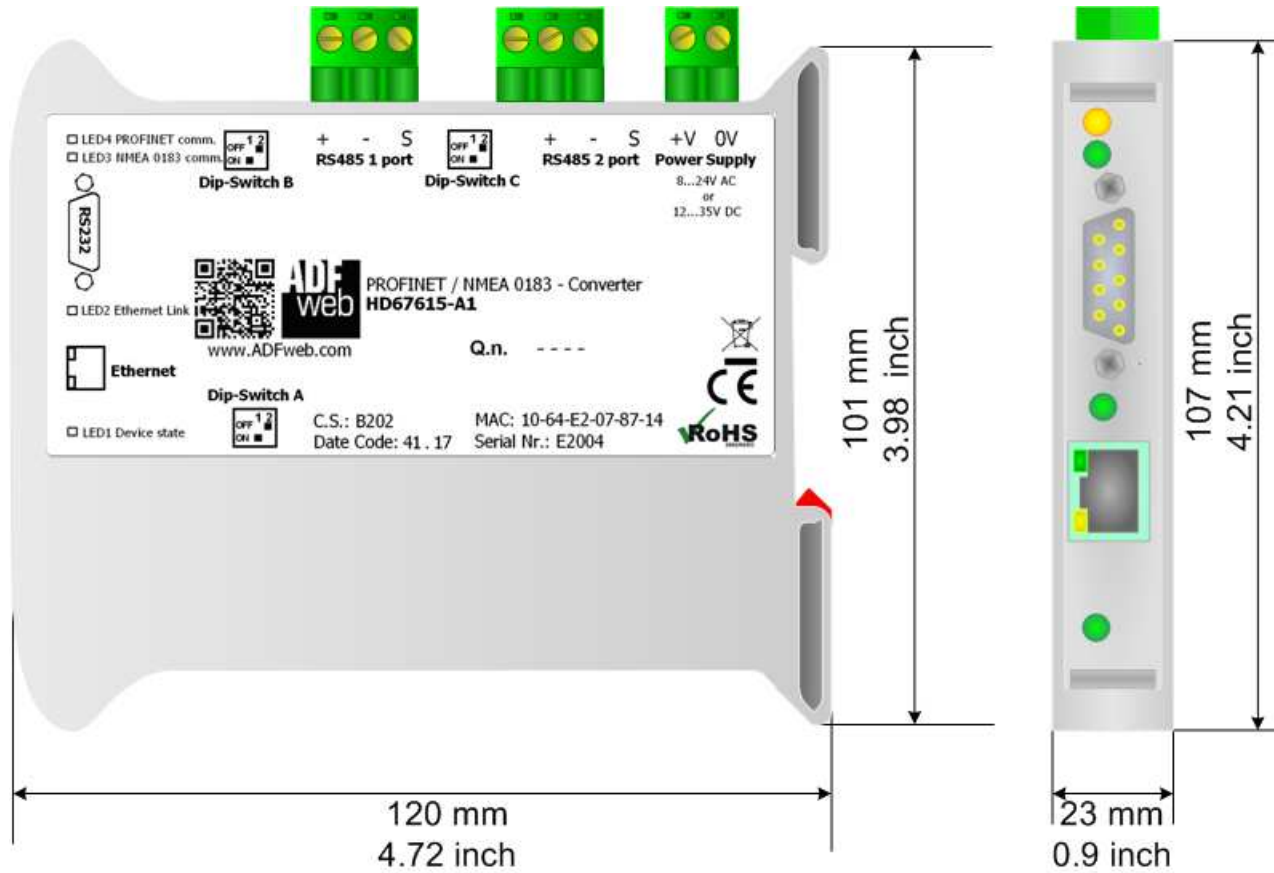 LED4 PROFINET comm.
LED3 NMEA 0183 comm.
1 2
OFF
ON
Dip-Switch B
+ - S
RS485 1 port
1 2
OFF
ON
Dip-Switch C
+ - S
RS485 2 port
+V 0V
Power Supply
8...24V AC
or
12...35V DC
RS232
LED2 Ethernet Link
ADF
web
www.ADFweb.com
PROFINET / NMEA 0183 - Converter
HD67615-A1
Q.n. - - - -
Ethernet
Dip-Switch A
1 2
OFF
ON
LED1 Device state
C.S.: B202
Date Code: 41 . 17
MAC: 10-64-E2-07-87-14
Serial Nr.: E2004
CE
RoHS
101 mm
3.98 inch
107 mm
4.21 inch
120 mm
4.72 inch
23 mm
0.9 inch